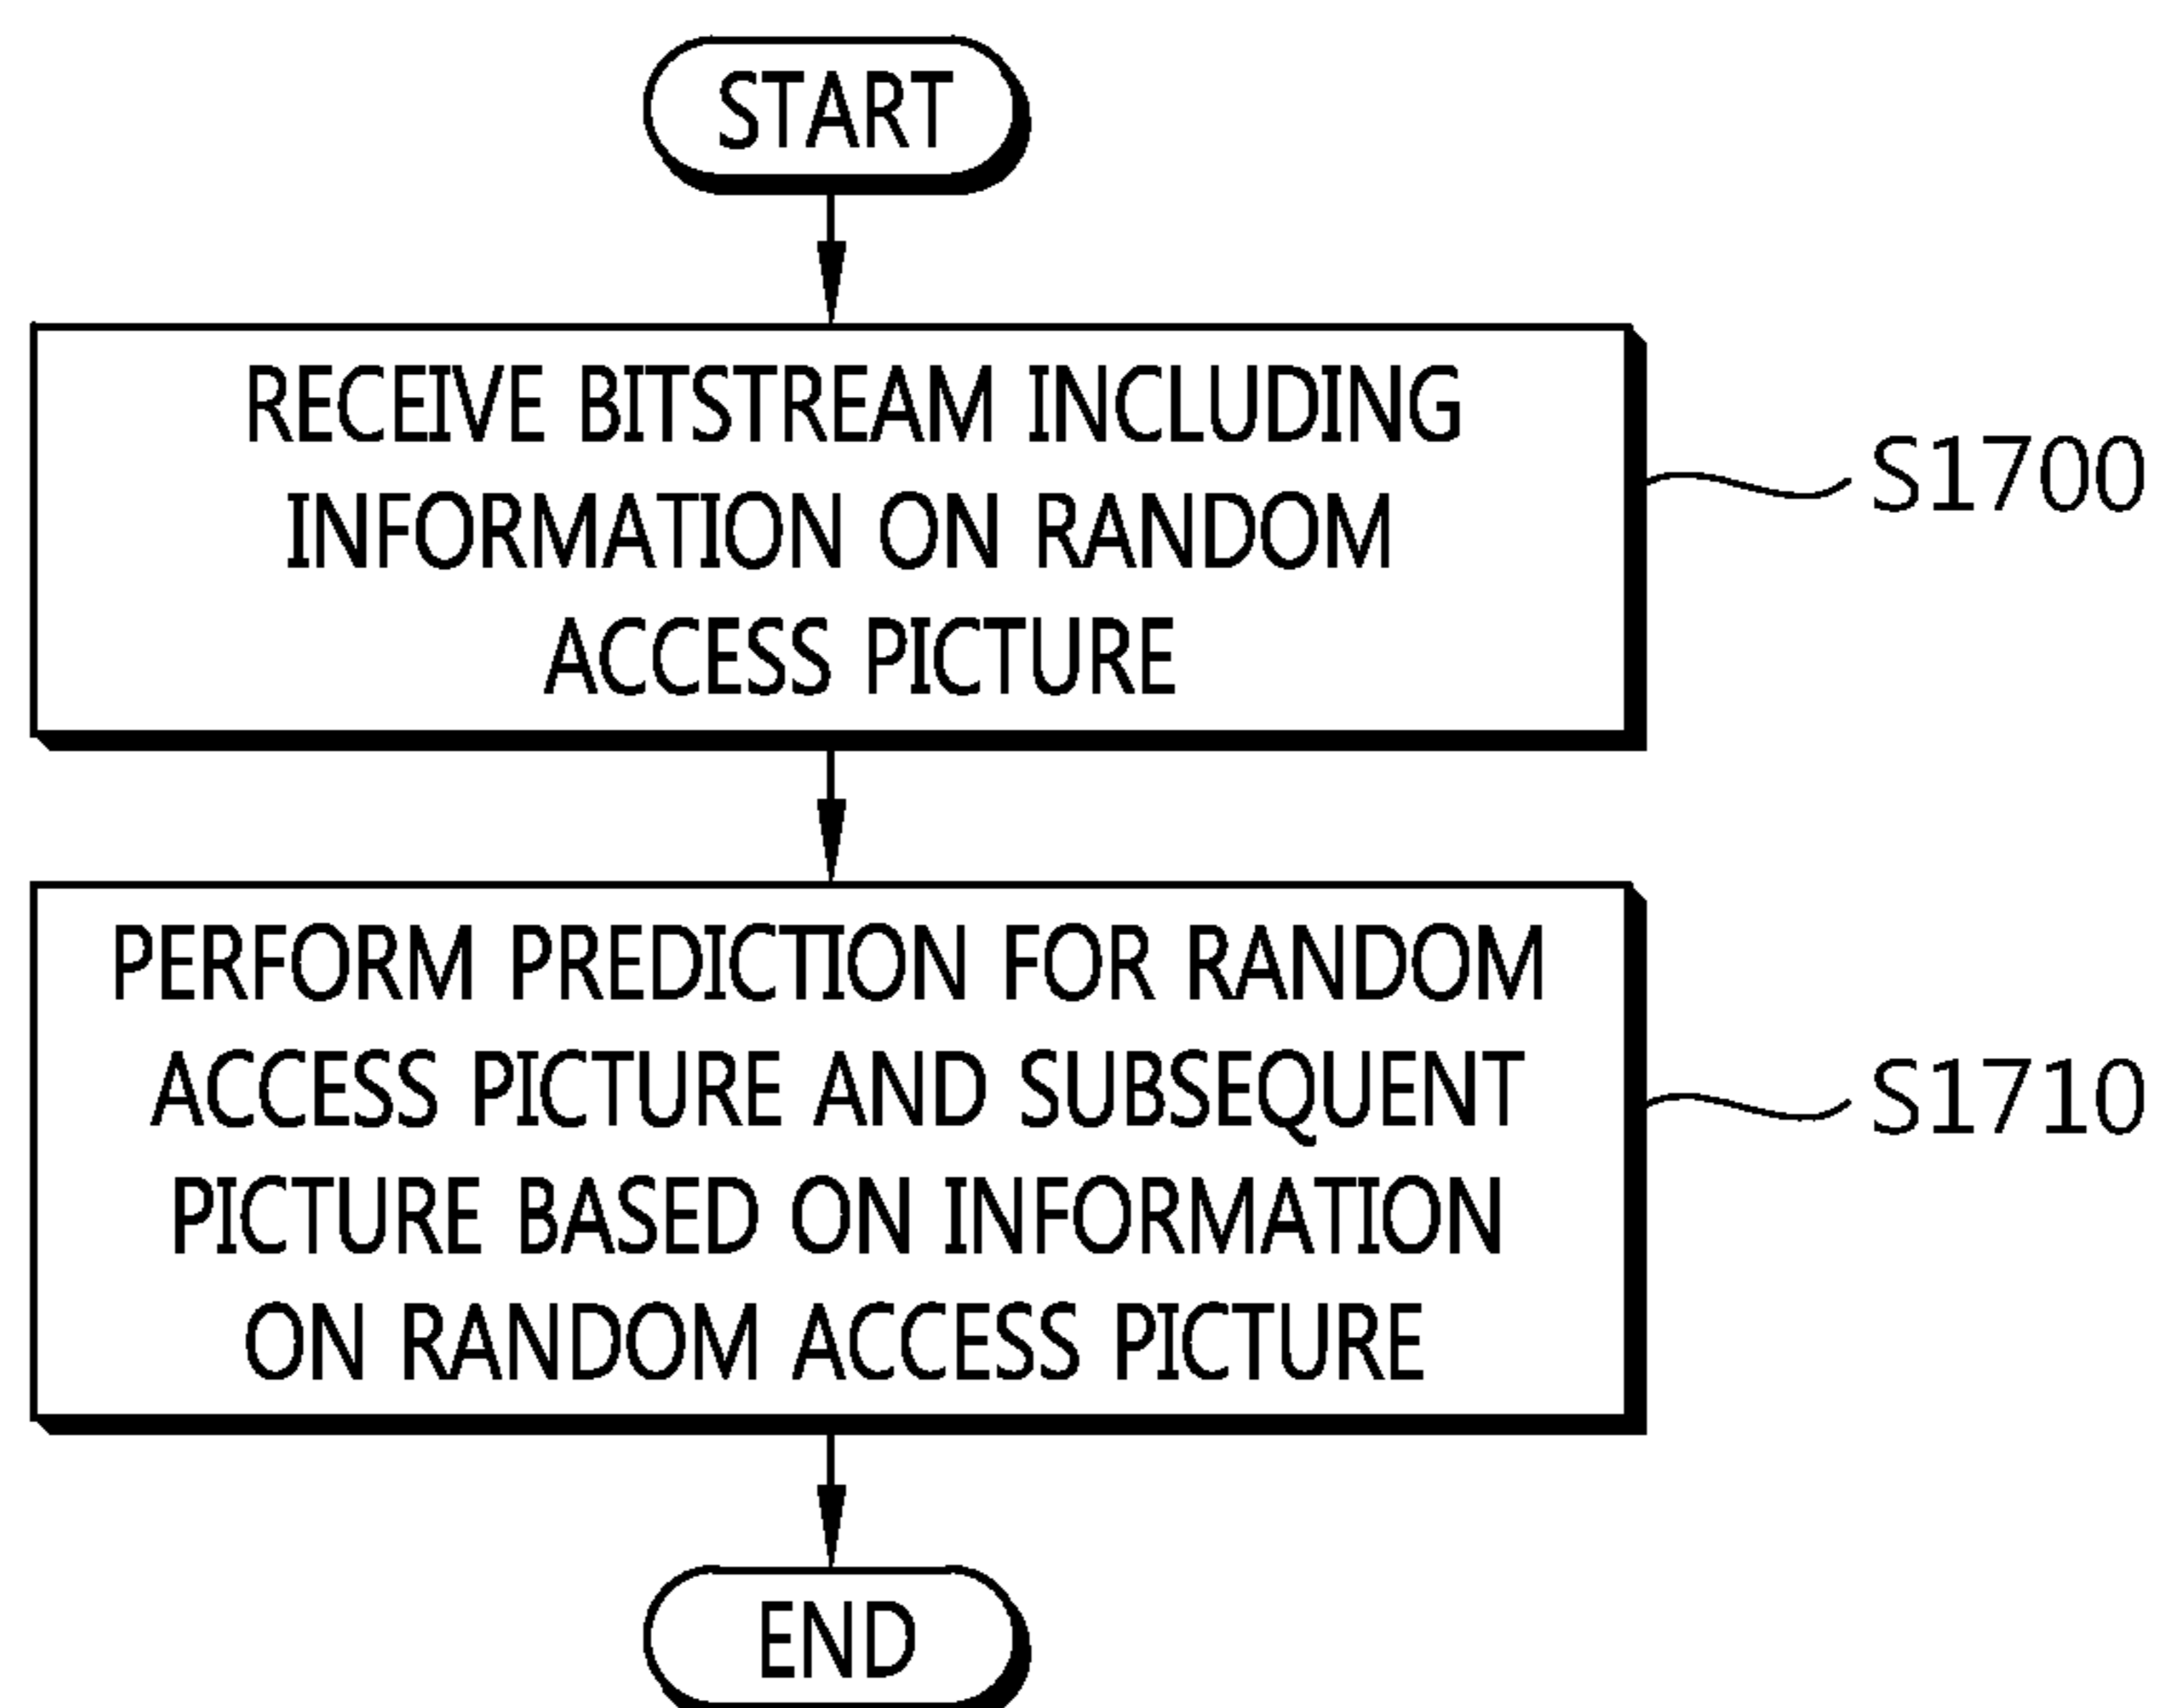 START
RECEIVE BITSTREAM INCLUDING
INFORMATION ON RANDOM
ACCESS PICTURE
S1700
PERFORM PREDICTION FOR RANDOM
ACCESS PICTURE AND SUBSEQUENT
PICTURE BASED ON INFORMATION
ON RANDOM ACCESS PICTURE
S1710
END